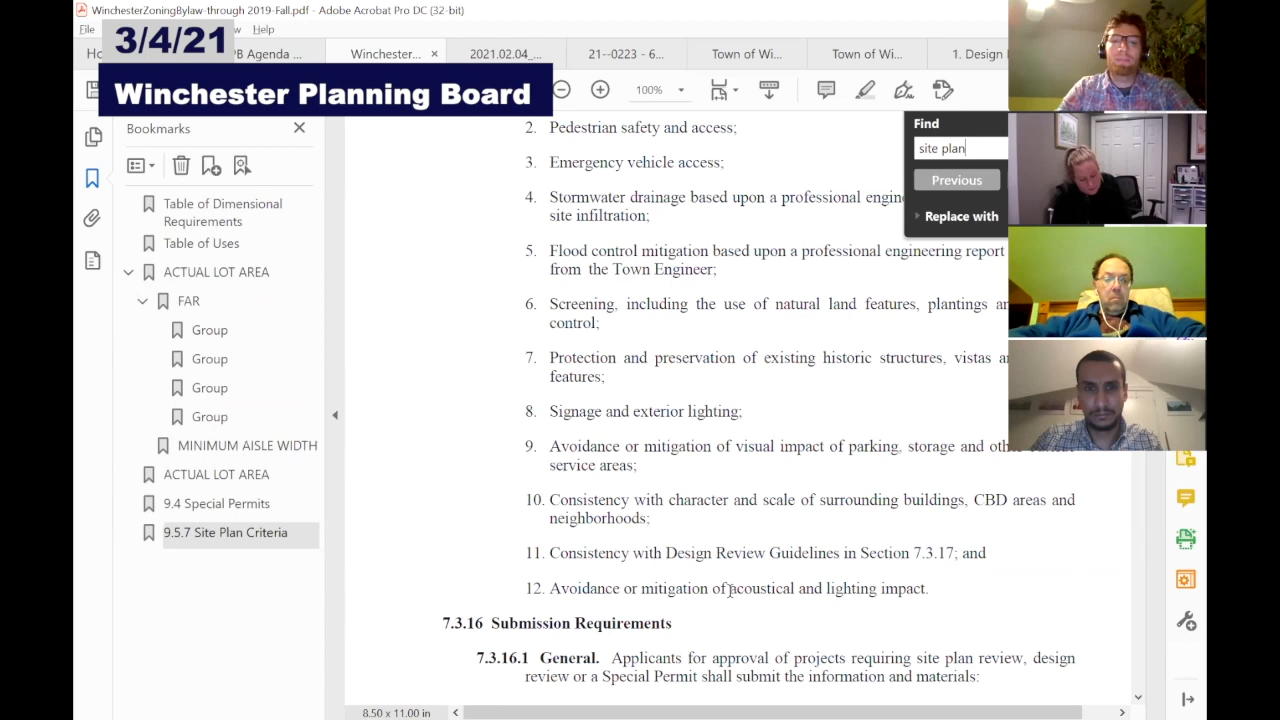 WinchesterZoningBylaw-through 2019-Fall.pdf - Adobe Acrobat Pro DC (32-bit)
File
w Help
3/4/21
Ho
PB Agenda ...
Winchester... ×
2021.02.04_...
21--0223 - 6...
Town of Wi...
Town of Wi...
1. Design
Winchester Planning Board
100%
Bookmarks
Table of Dimensional
Requirements
Table of Uses
ACTUAL LOT AREA
FAR
Group
Group
Group
Group
MINIMUM AISLE WIDTH
ACTUAL LOT AREA
9.4 Special Permits
9.5.7 Site Plan Criteria
2. Pedestrian safety and access;
3. Emergency vehicle access;
4. Stormwater drainage based upon a professional engine
site infiltration;
5. Flood control mitigation based upon a professional engineering report
from the Town Engineer;
6. Screening, including the use of natural land features, plantings an
control;
7. Protection and preservation of existing historic structures, vistas a
features;
8. Signage and exterior lighting;
9. Avoidance or mitigation of visual impact of parking, storage and oth
service areas;
10. Consistency with character and scale of surrounding buildings, CBD areas and
neighborhoods;
11. Consistency with Design Review Guidelines in Section 7.3.17; and
12. Avoidance or mitigation of acoustical and lighting impact.
7.3.16 Submission Requirements
7.3.16.1 General. Applicants for approval of projects requiring site plan review, design
review or a Special Permit shall submit the information and materials:
8.50 x 11.00 in
Find
site plan
Previous
Replace with